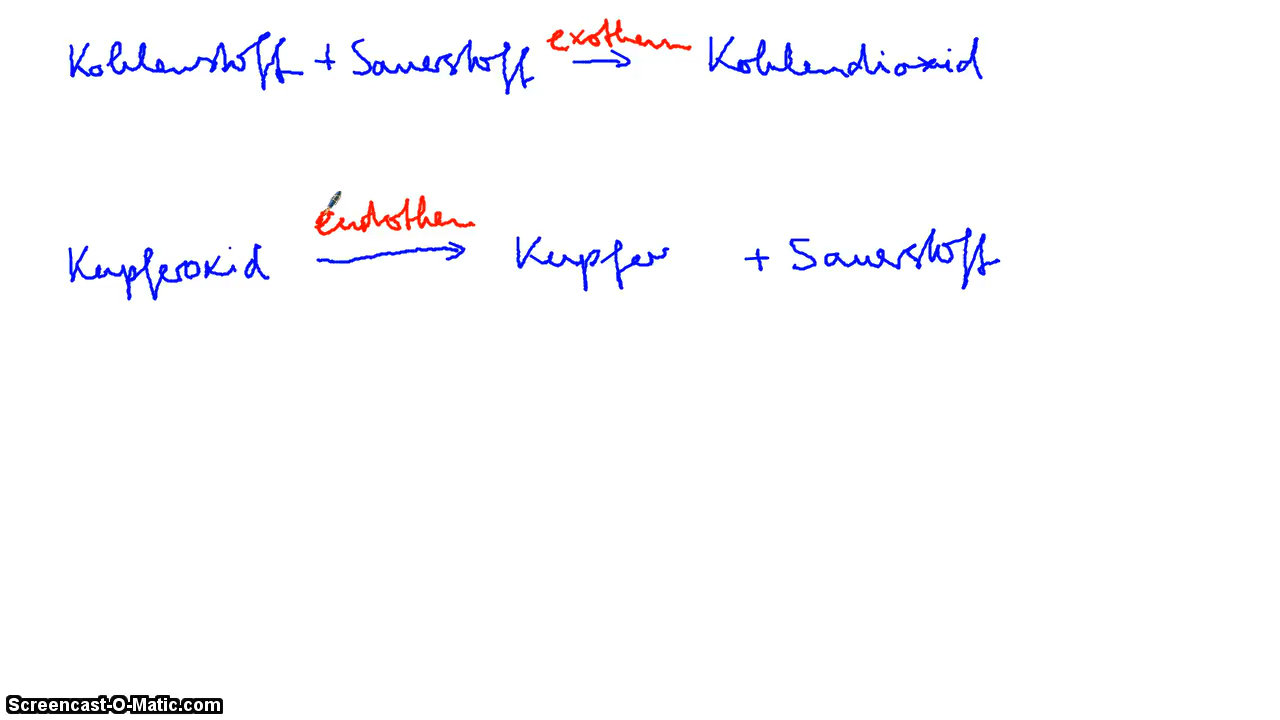 Kohlenstoff + Sauerstoff exotherm → Kohlendioxid
endotherm
Kupferoxid → Kupfer + Sauerstoff
Screencast-O-Matic.com